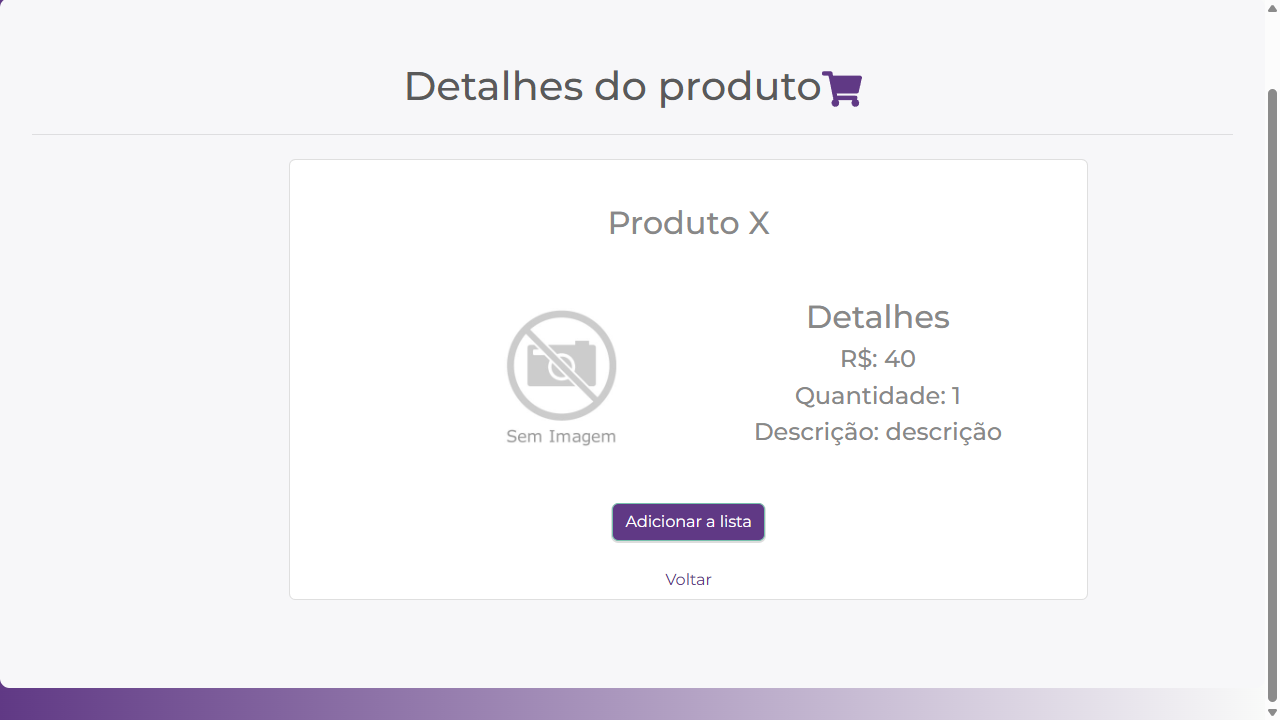 Detalhes do produto
Produto X
Detalhes
R$: 40
Quantidade: 1
Descrição: descrição
Sem Imagem
Adicionar a lista
Voltar